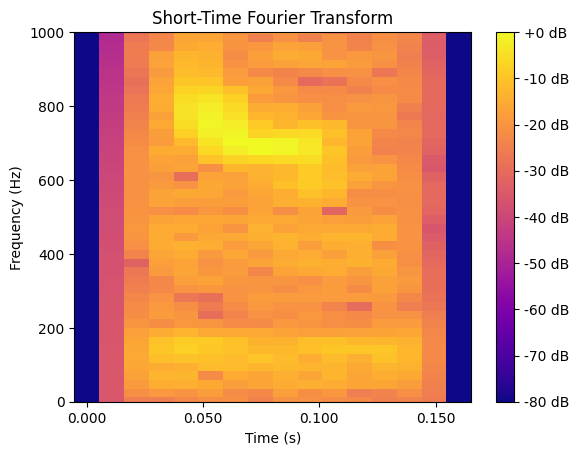 Short-Time Fourier Transform
1000
800
600
400
200
0
Frequency (Hz)
0.000
0.050
0.100
0.150
Time (s)
+0 dB
-10 dB
-20 dB
-30 dB
-40 dB
-50 dB
-60 dB
-70 dB
-80 dB